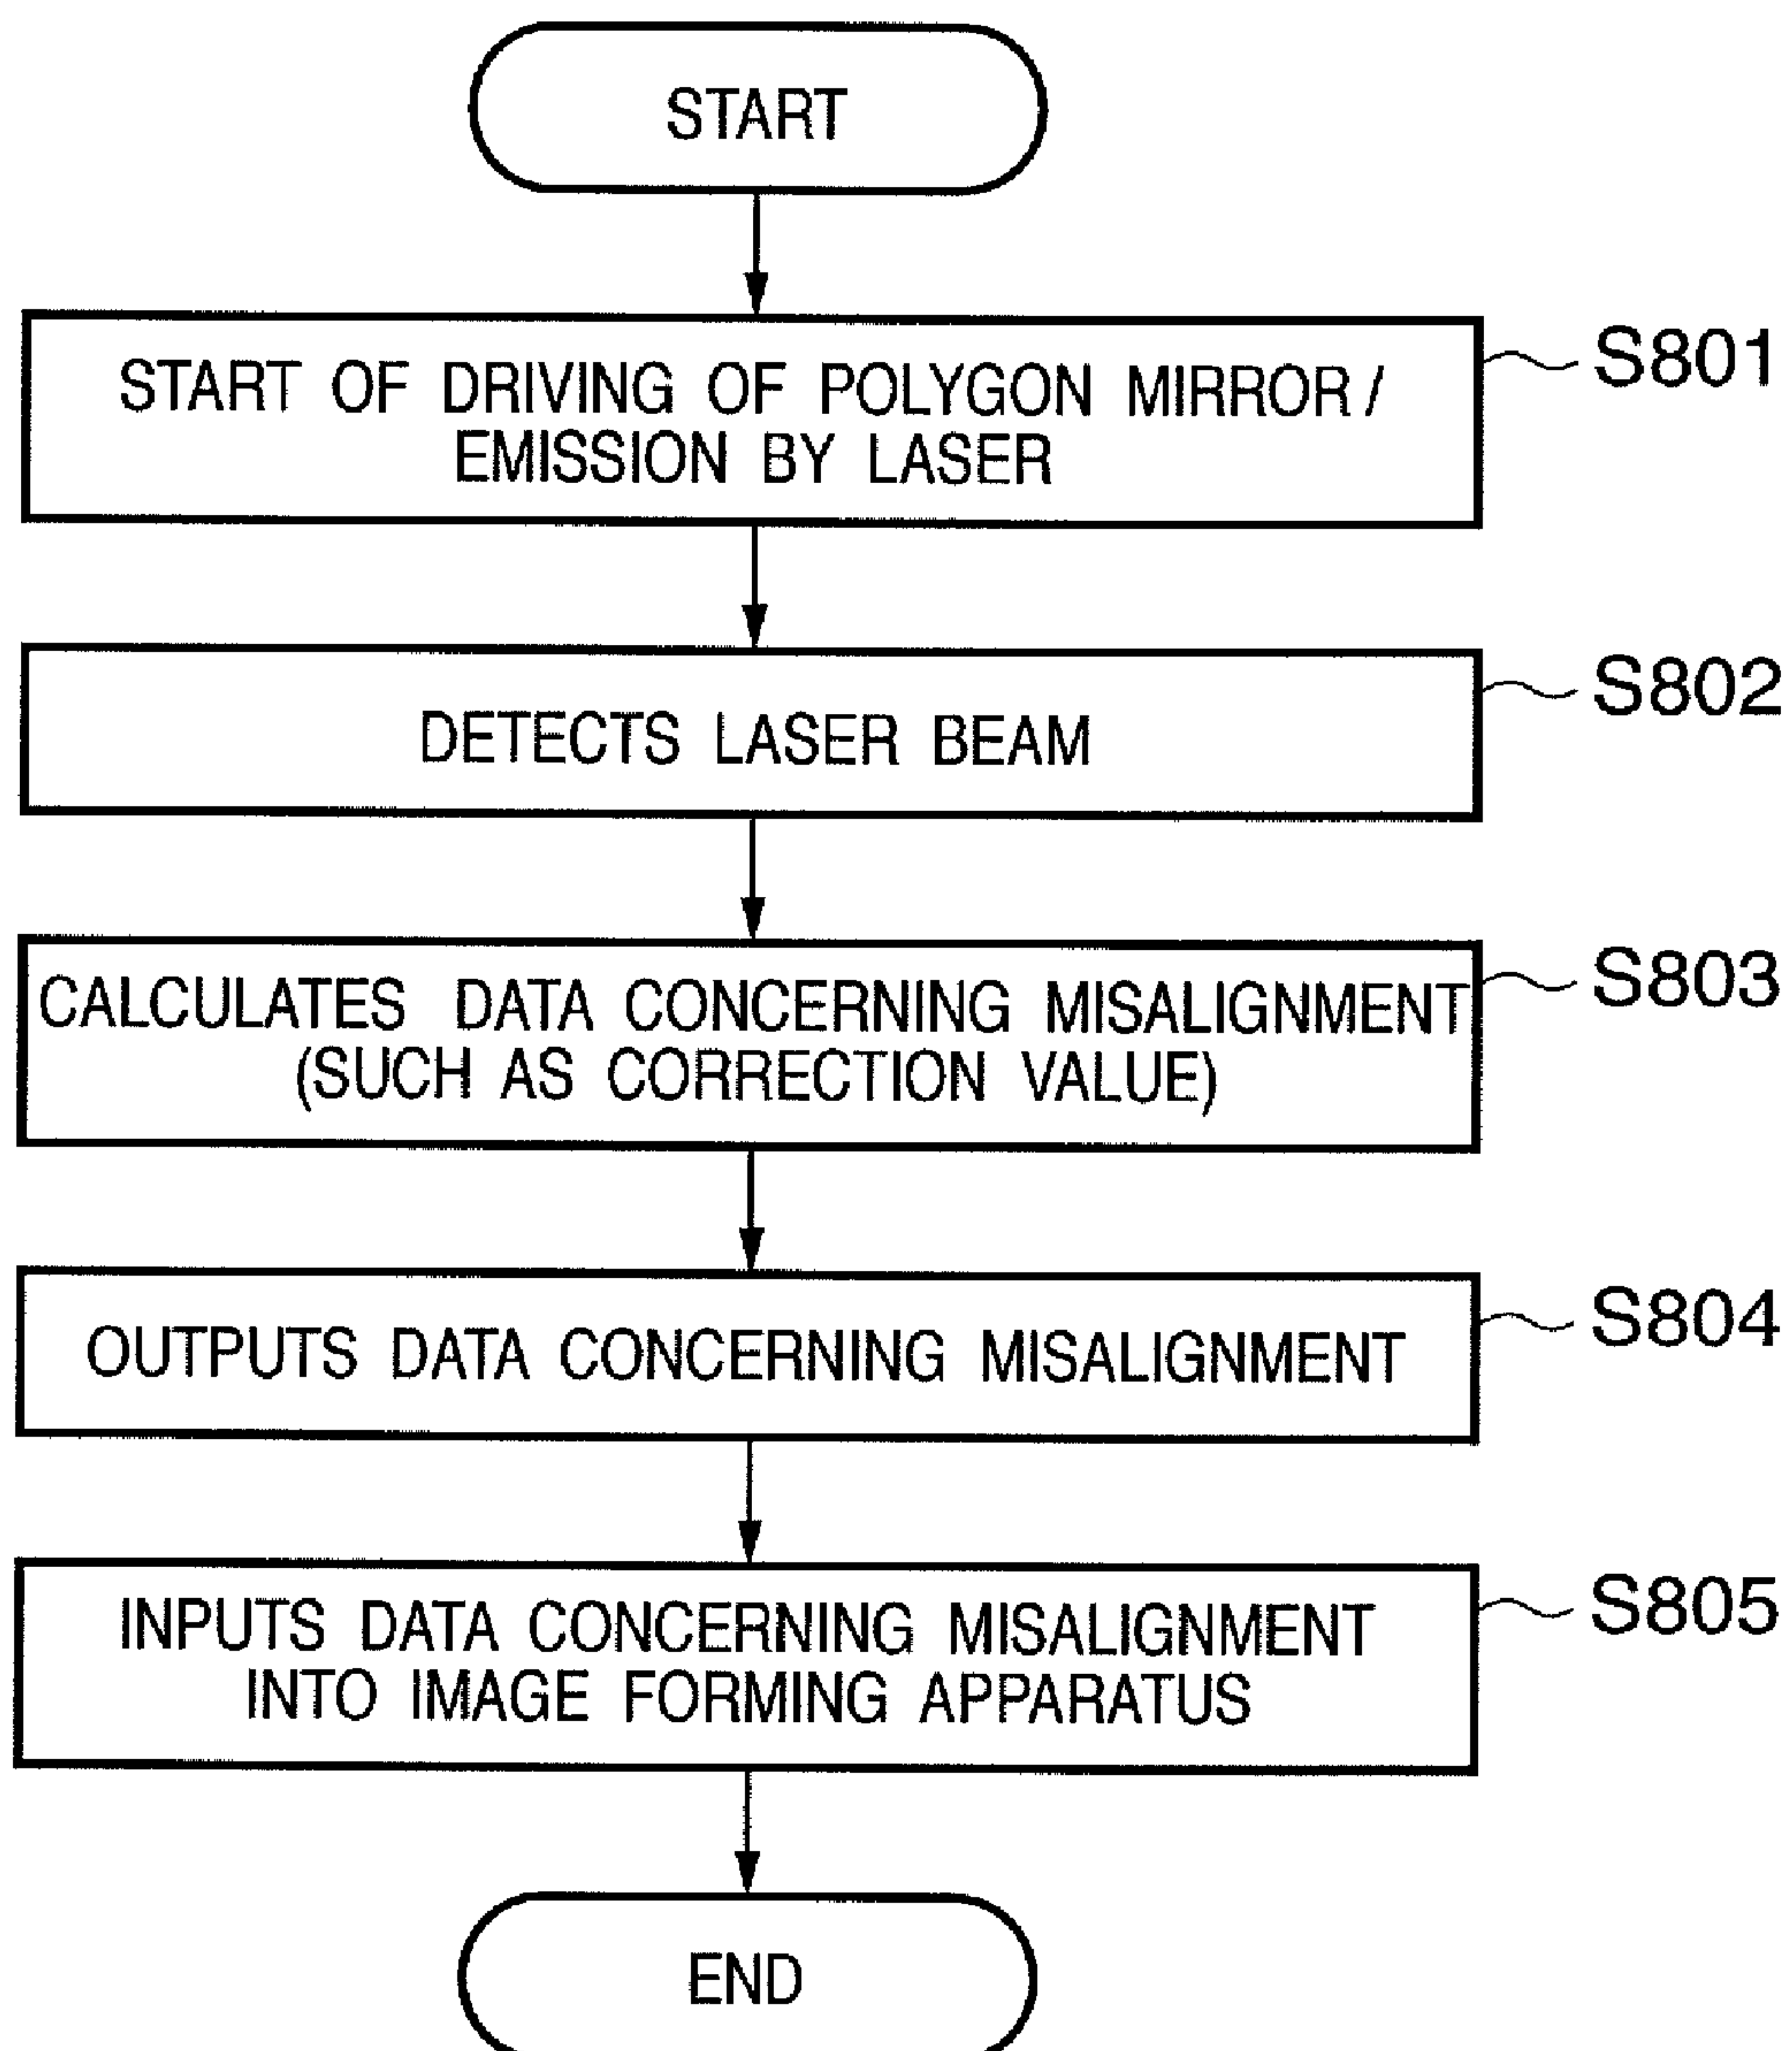 START
START OF DRIVING OF POLYGON MIRROR /
EMISSION BY LASER
S801
DETECTS LASER BEAM
S802
CALCULATES DATA CONCERNING MISALIGNMENT
(SUCH AS CORRECTION VALUE)
S803
OUTPUTS DATA CONCERNING MISALIGNMENT
S804
INPUTS DATA CONCERNING MISALIGNMENT
INTO IMAGE FORMING APPARATUS
S805
END